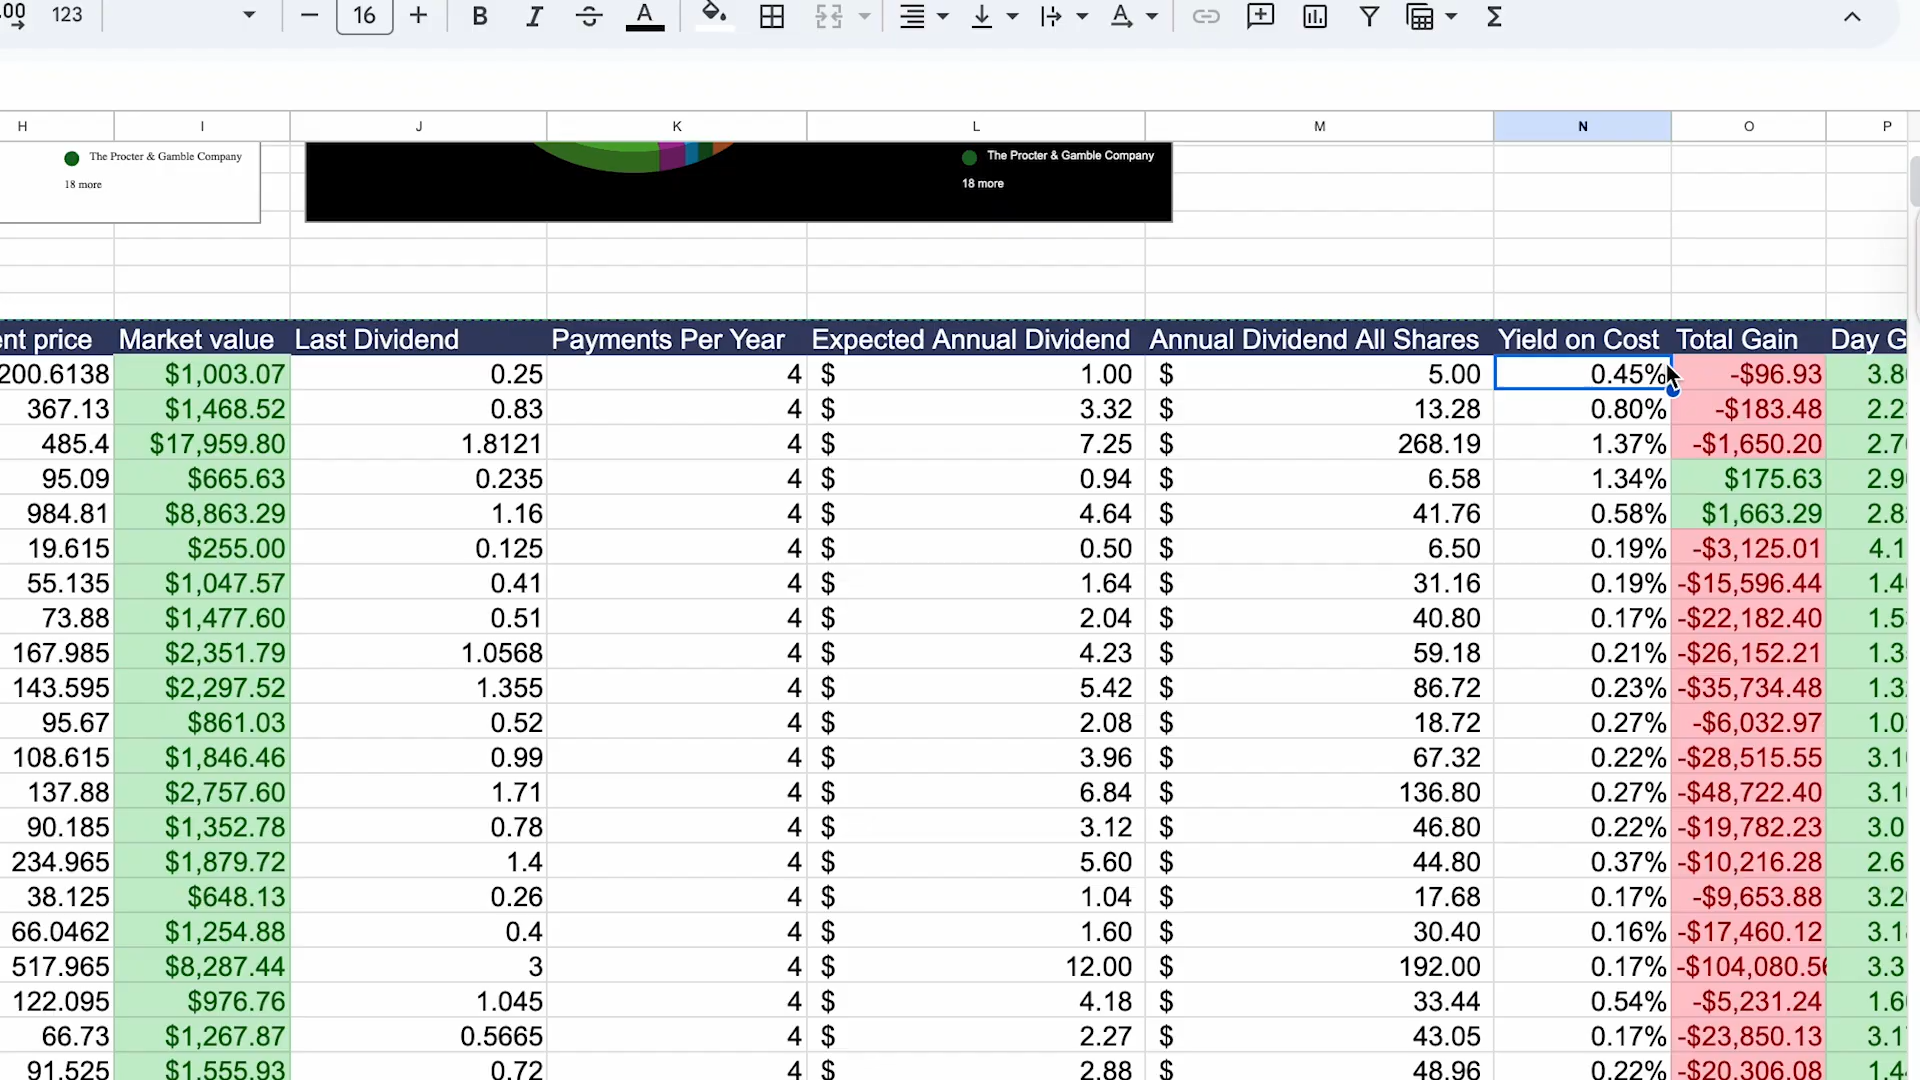 .00 123 − 16 + B I S A Σ
H I J K L M N O P
The Procter & Gamble Company The Procter & Gamble Company
18 more 18 more
nt price Market value Last Dividend Payments Per Year Expected Annual Dividend Annual Dividend All Shares Yield on Cost Total Gain Day G
200.6138 $1,003.07 0.25 4 $ 1.00 $ 5.00 0.45% -$96.93 3.8
367.13 $1,468.52 0.83 4 $ 3.32 $ 13.28 0.80% -$183.48 2.2
485.4 $17,959.80 1.8121 4 $ 7.25 $ 268.19 1.37% -$1,650.20 2.7
95.09 $665.63 0.235 4 $ 0.94 $ 6.58 1.34% $175.63 2.9
984.81 $8,863.29 1.16 4 $ 4.64 $ 41.76 0.58% $1,663.29 2.8
19.615 $255.00 0.125 4 $ 0.50 $ 6.50 0.19% -$3,125.01 4.1
55.135 $1,047.57 0.41 4 $ 1.64 $ 31.16 0.19% -$15,596.44 1.4
73.88 $1,477.60 0.51 4 $ 2.04 $ 40.80 0.17% -$22,182.40 1.5
167.985 $2,351.79 1.0568 4 $ 4.23 $ 59.18 0.21% -$26,152.21 1.3
143.595 $2,297.52 1.355 4 $ 5.42 $ 86.72 0.23% -$35,734.48 1.3
95.67 $861.03 0.52 4 $ 2.08 $ 18.72 0.27% -$6,032.97 1.0
108.615 $1,846.46 0.99 4 $ 3.96 $ 67.32 0.22% -$28,515.55 3.1
137.88 $2,757.60 1.71 4 $ 6.84 $ 136.80 0.27% -$48,722.40 3.1
90.185 $1,352.78 0.78 4 $ 3.12 $ 46.80 0.22% -$19,782.23 3.0
234.965 $1,879.72 1.4 4 $ 5.60 $ 44.80 0.37% -$10,216.28 2.6
38.125 $648.13 0.26 4 $ 1.04 $ 17.68 0.17% -$9,653.88 3.2
66.0462 $1,254.88 0.4 4 $ 1.60 $ 30.40 0.16% -$17,460.12 3.1
517.965 $8,287.44 3 4 $ 12.00 $ 192.00 0.17% -$104,080.56 3.3
122.095 $976.76 1.045 4 $ 4.18 $ 33.44 0.54% -$5,231.24 1.6
66.73 $1,267.87 0.5665 4 $ 2.27 $ 43.05 0.17% -$23,850.13 3.1
91.525 $1,555.93 0.72 4 $ 2.88 $ 48.96 0.22% -$20,306.08 1.4